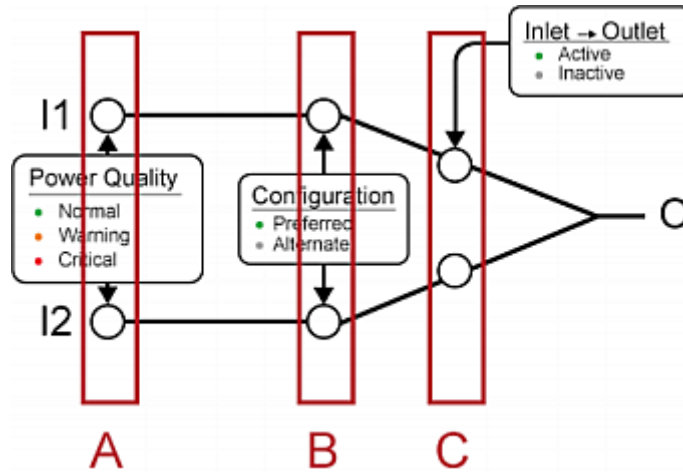 Inlet → Outlet
Active
Inactive
I1
Power Quality
Normal
Warning
Critical
Configuration
Preferred
Alternate
O
I2
A
B
C